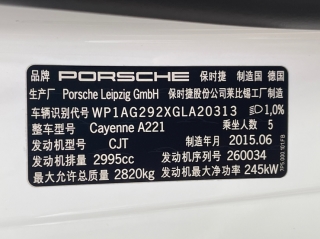 品牌 PORSCHE 保时捷 制造国 德国
生产厂 Porsche Leipzig GmbH 保时捷股份公司莱比锡工厂制造
车辆识别代号 WP1AG292XGLA20313 1,0%
整车型号 Cayenne A221 乘坐人数 5
发动机型号 CJT 制造年月 2015.06
发动机排量 2995cc 发动机序列号 260034
最大允许总质量 2820kg 发动机最大净功率 245kW
7P5.000.101 FB